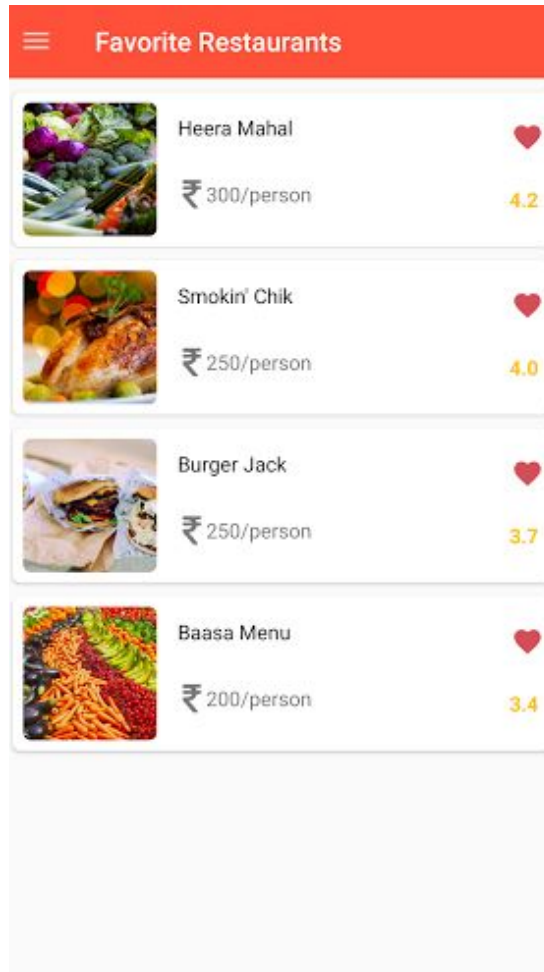 Favorite Restaurants
Heera Mahal
₹ 300/person
4.2
Smokin' Chik
₹ 250/person
4.0
Burger Jack
₹ 250/person
3.7
Baasa Menu
₹ 200/person
3.4